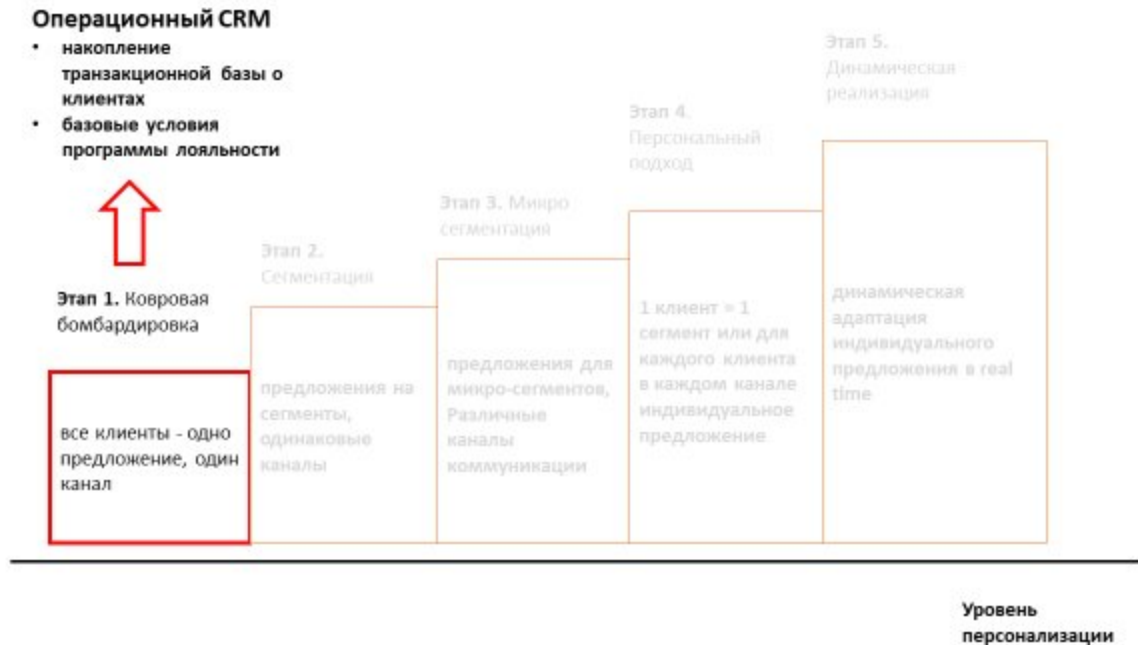 Операционный CRM
• накопление
транзакционной базы о
клиентах
• базовые условия
программы лояльности
Этап 1. Ковровая
бомбардировка
все клиенты - одно
предложение, один
канал
Этап 2.
Сегментация
предложения на
сегменты,
одинаковые
каналы
Этап 3. Микро
сегментация
предложения для
микро-сегментов,
Различные
каналы
коммуникации
Этап 4.
Персональный
подход
1 клиент = 1
сегмент или для
каждого клиента
в каждом канале
индивидуальное
предложение
Этап 5.
Динамическая
реализация
динамическая
адаптация
индивидуального
предложения в real
time
Уровень
персонализации